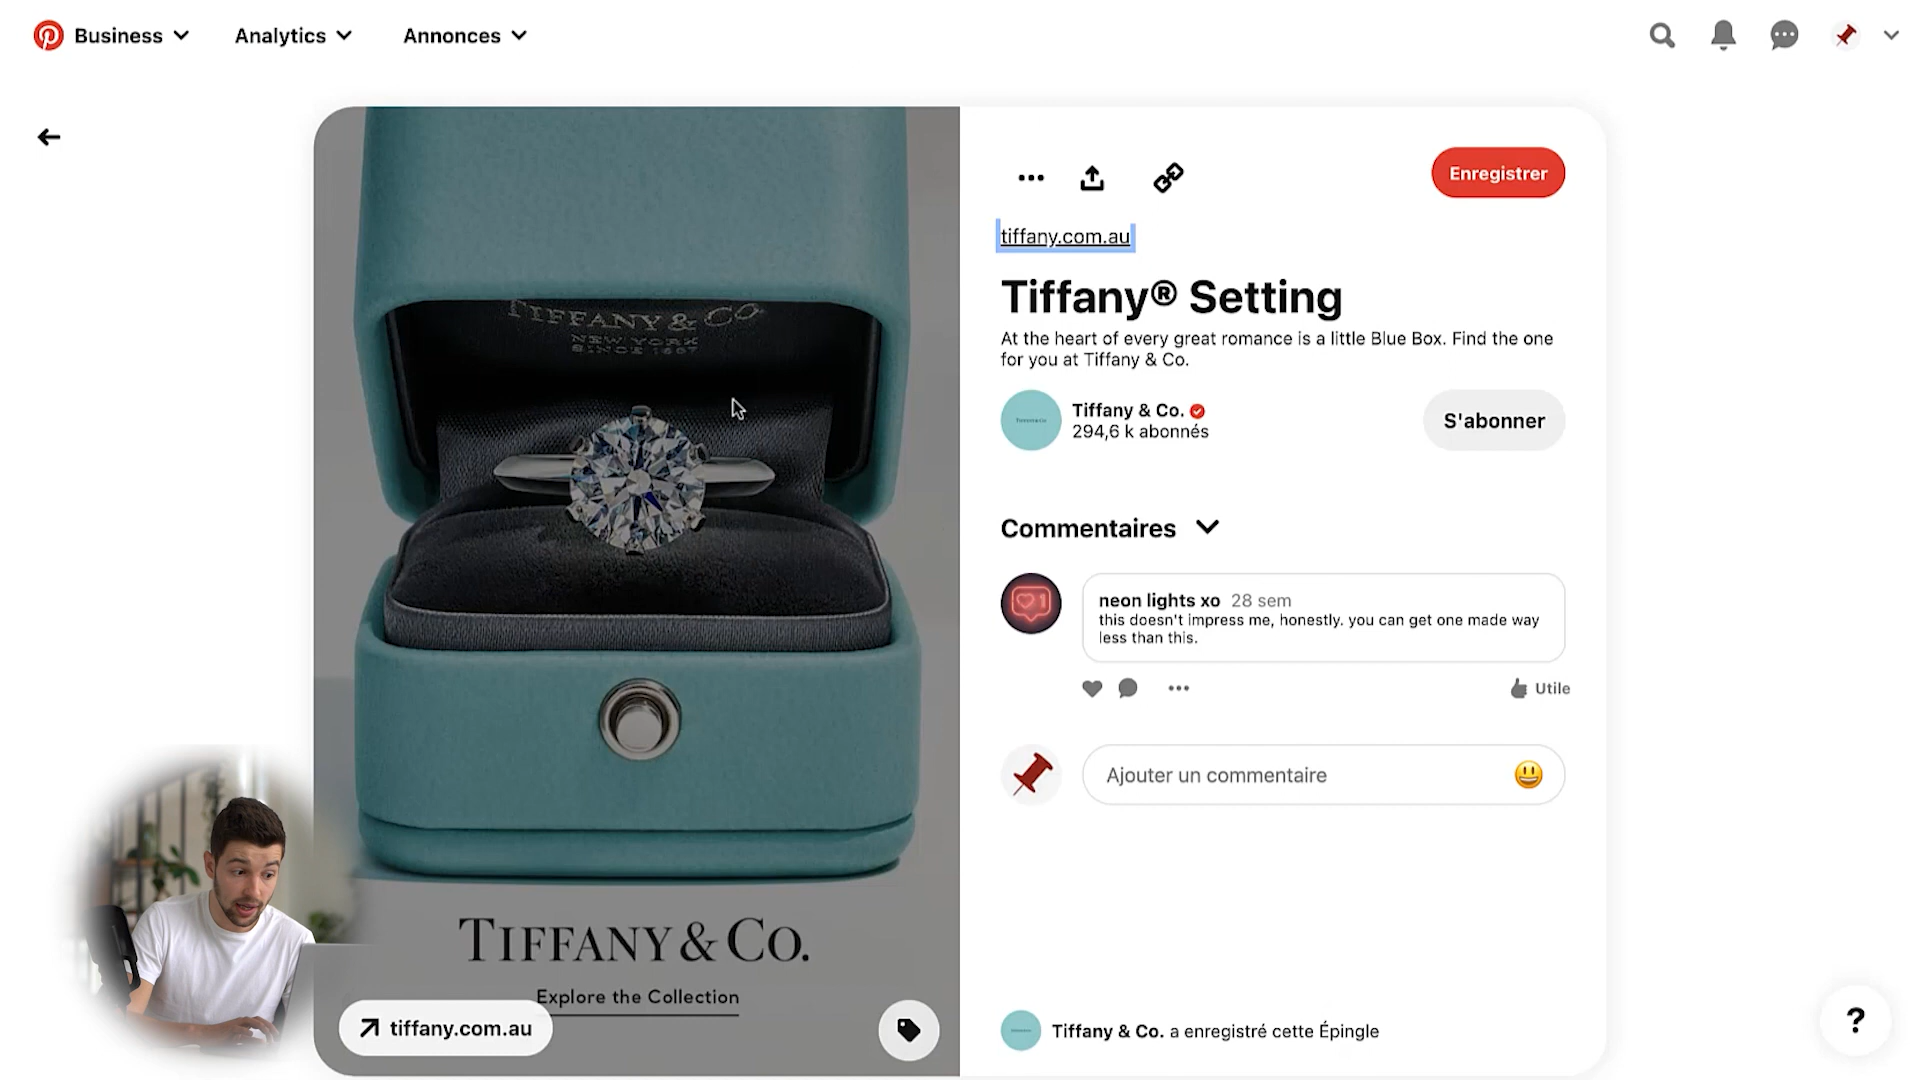 Business
Analytics
Annonces
Enregistrer
tiffany.com.au
Tiffany® Setting
At the heart of every great romance is a little Blue Box. Find the one
for you at Tiffany & Co.
Tiffany & Co.
294,6 k abonnés
S'abonner
Commentaires
neon lights xo 28 sem
this doesn't impress me, honestly. you can get one made way
less than this.
Utile
Ajouter un commentaire
Tiffany & Co. a enregistré cette Épingle
?
TIFFANY & CO.
NEW YORK
SINCE 1837
TIFFANY & CO.
Explore the Collection
tiffany.com.au